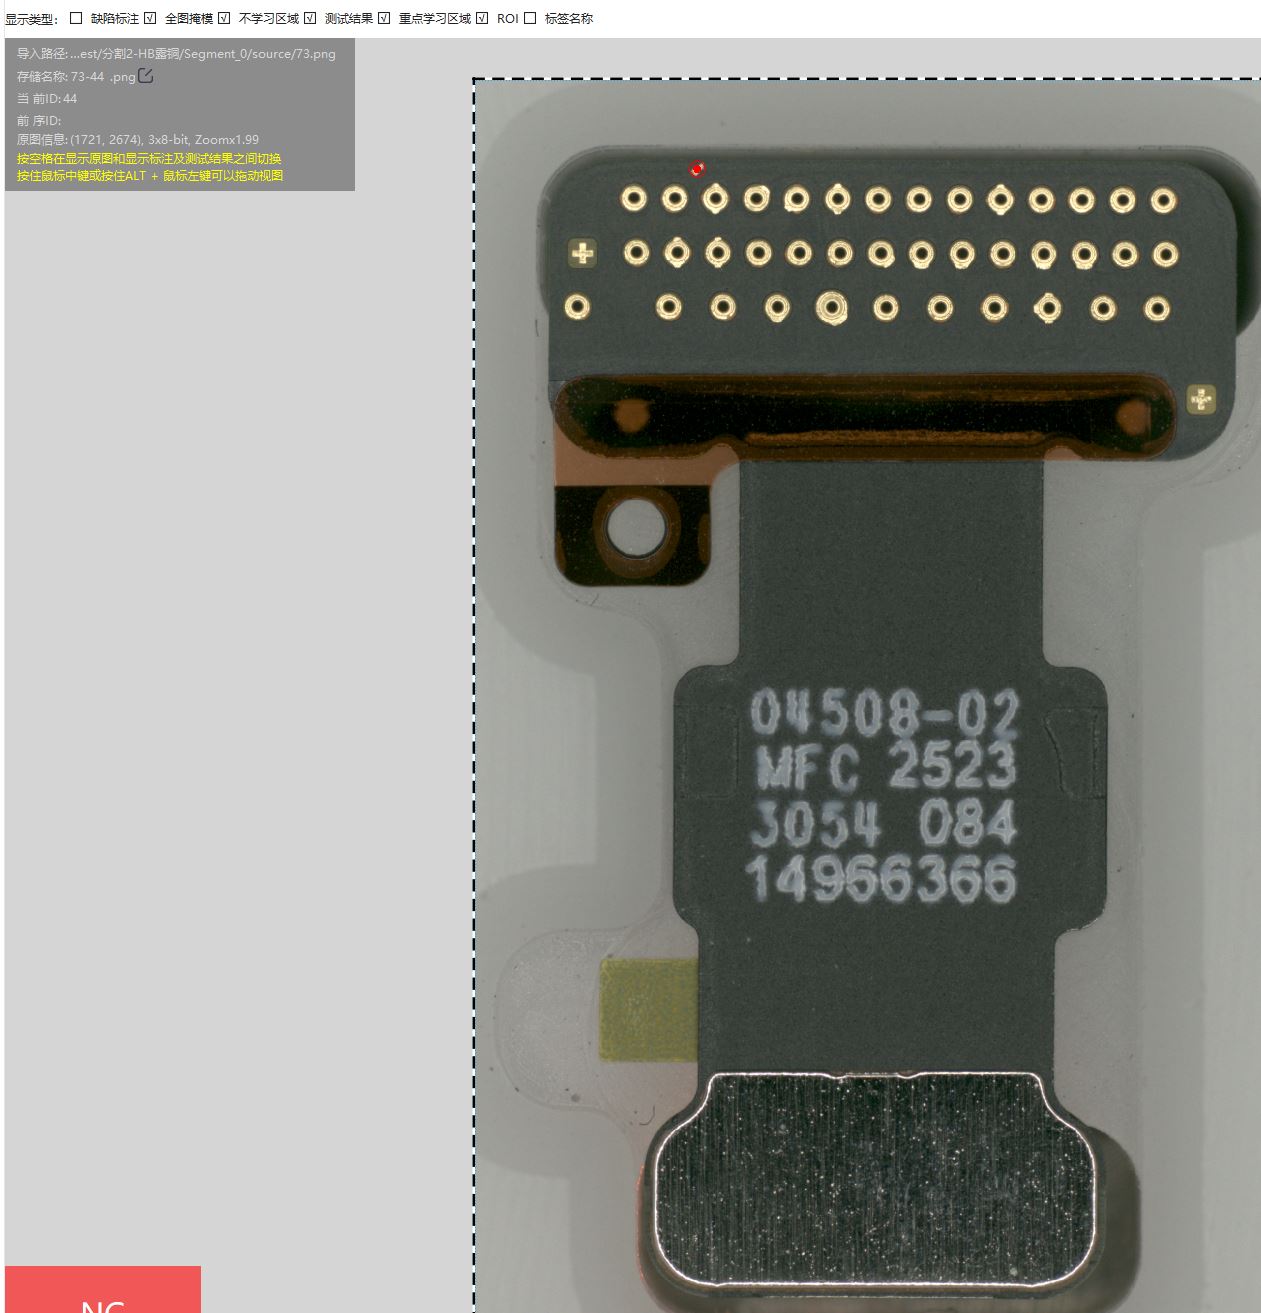 显示类型: 缺陷标注 全图掩模 不学习区域 测试结果 重点学习区域 ROI 标签名称
导入路径: ...est/分割2-HB露铜/Segment_0/source/73.png
存储名称: 73-44 .png
当 前ID: 44
前 序ID:
原图信息: (1721, 2674), 3x8-bit, Zoomx1.99
按空格在显示原图和显示标注及测试结果之间切换
按住鼠标中键或按住ALT + 鼠标左键可以拖动视图
04508-02
MFC 2523
3054 084
14966366
NG